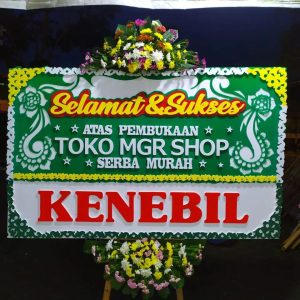 Selamat & Sukses
ATAS PEMBUKAAN
TOKO MGR SHOP
SERBA MURAH
KENEBIL